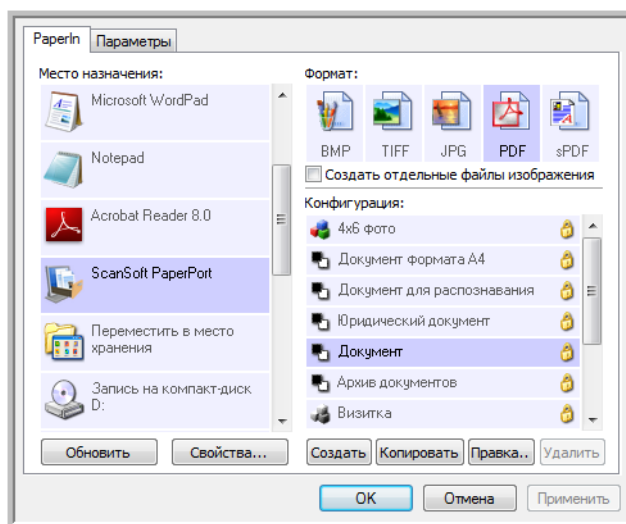 PaperIn
Параметры
Место назначения:
Microsoft WordPad
Notepad
Acrobat Reader 8.0
ScanSoft PaperPort
Переместить в место
хранения
Запись на компакт-диск
D:
Обновить
Свойства...
Формат:
BMP
TIFF
JPG
PDF
sPDF
Создать отдельные файлы изображения
Конфигурация:
4x6 фото
Документ формата A4
Документ для распознавания
Юридический документ
Документ
Архив документов
Визитка
Создать
Копировать
Правка..
Удалить
OK
Отмена
Применить